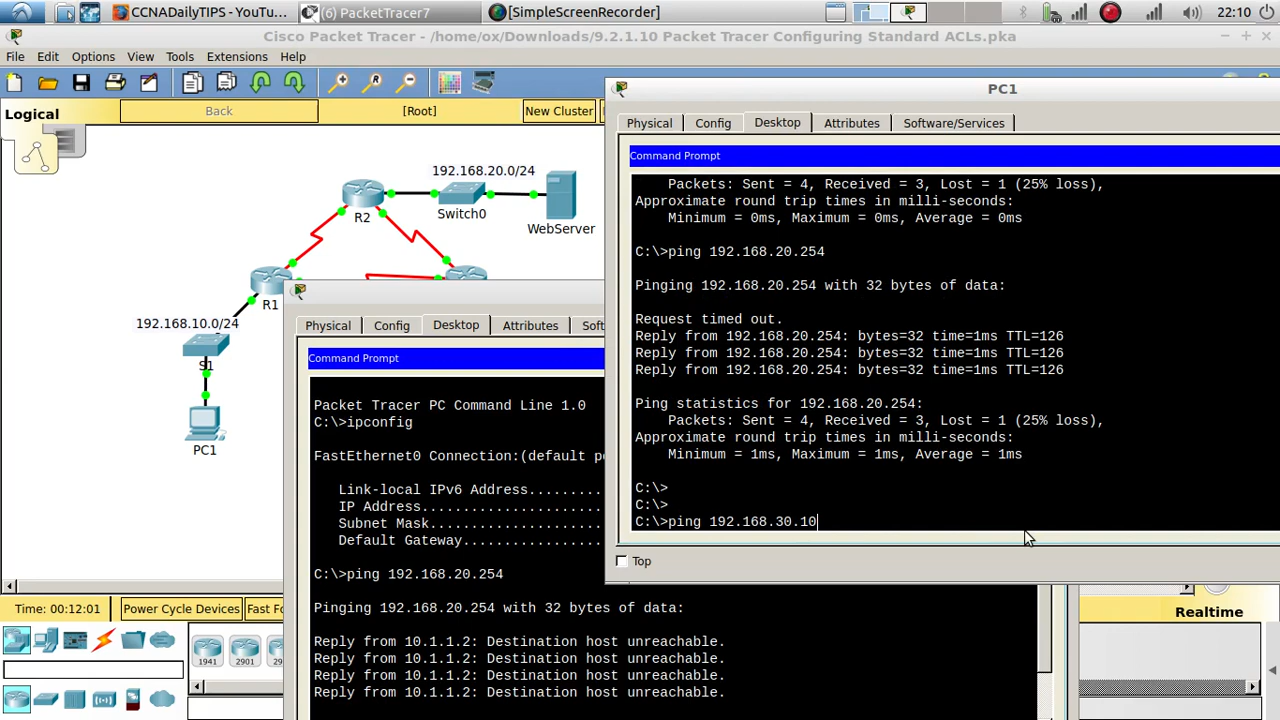 CCNADailyTIPS - YouTu...
(6) PacketTracer7
[SimpleScreenRecorder]
22:10
Cisco Packet Tracer - /home/ox/Downloads/9.2.1.10 Packet Tracer Configuring Standard ACLs.pka
File Edit Options View Tools Extensions Help
Logical
Back
[Root]
New Cluster
192.168.20.0/24
R2
Switch0
WebServer
R1
192.168.10.0/24
S1
PC1
PC1
Physical Config Desktop Attributes Software/Services
Command Prompt
Packets: Sent = 4, Received = 3, Lost = 1 (25% loss),
Approximate round trip times in milli-seconds:
Minimum = 0ms, Maximum = 0ms, Average = 0ms
C:\>ping 192.168.20.254
Pinging 192.168.20.254 with 32 bytes of data:
Request timed out.
Reply from 192.168.20.254: bytes=32 time=1ms TTL=126
Reply from 192.168.20.254: bytes=32 time=1ms TTL=126
Reply from 192.168.20.254: bytes=32 time=1ms TTL=126
Ping statistics for 192.168.20.254:
Packets: Sent = 4, Received = 3, Lost = 1 (25% loss),
Approximate round trip times in milli-seconds:
Minimum = 1ms, Maximum = 1ms, Average = 1ms
C:\>
C:\>
C:\>ping 192.168.30.10
Top
Physical Config Desktop Attributes Sof
Command Prompt
Packet Tracer PC Command Line 1.0
C:\>ipconfig
FastEthernet0 Connection:(default po
Link-local IPv6 Address.........
IP Address......................
Subnet Mask.....................
Default Gateway.................
C:\>ping 192.168.20.254
Pinging 192.168.20.254 with 32 bytes of data:
Reply from 10.1.1.2: Destination host unreachable.
Reply from 10.1.1.2: Destination host unreachable.
Reply from 10.1.1.2: Destination host unreachable.
Reply from 10.1.1.2: Destination host unreachable.
Time: 00:12:01
Power Cycle Devices
Fast Fo
Realtime
1941
2901
29